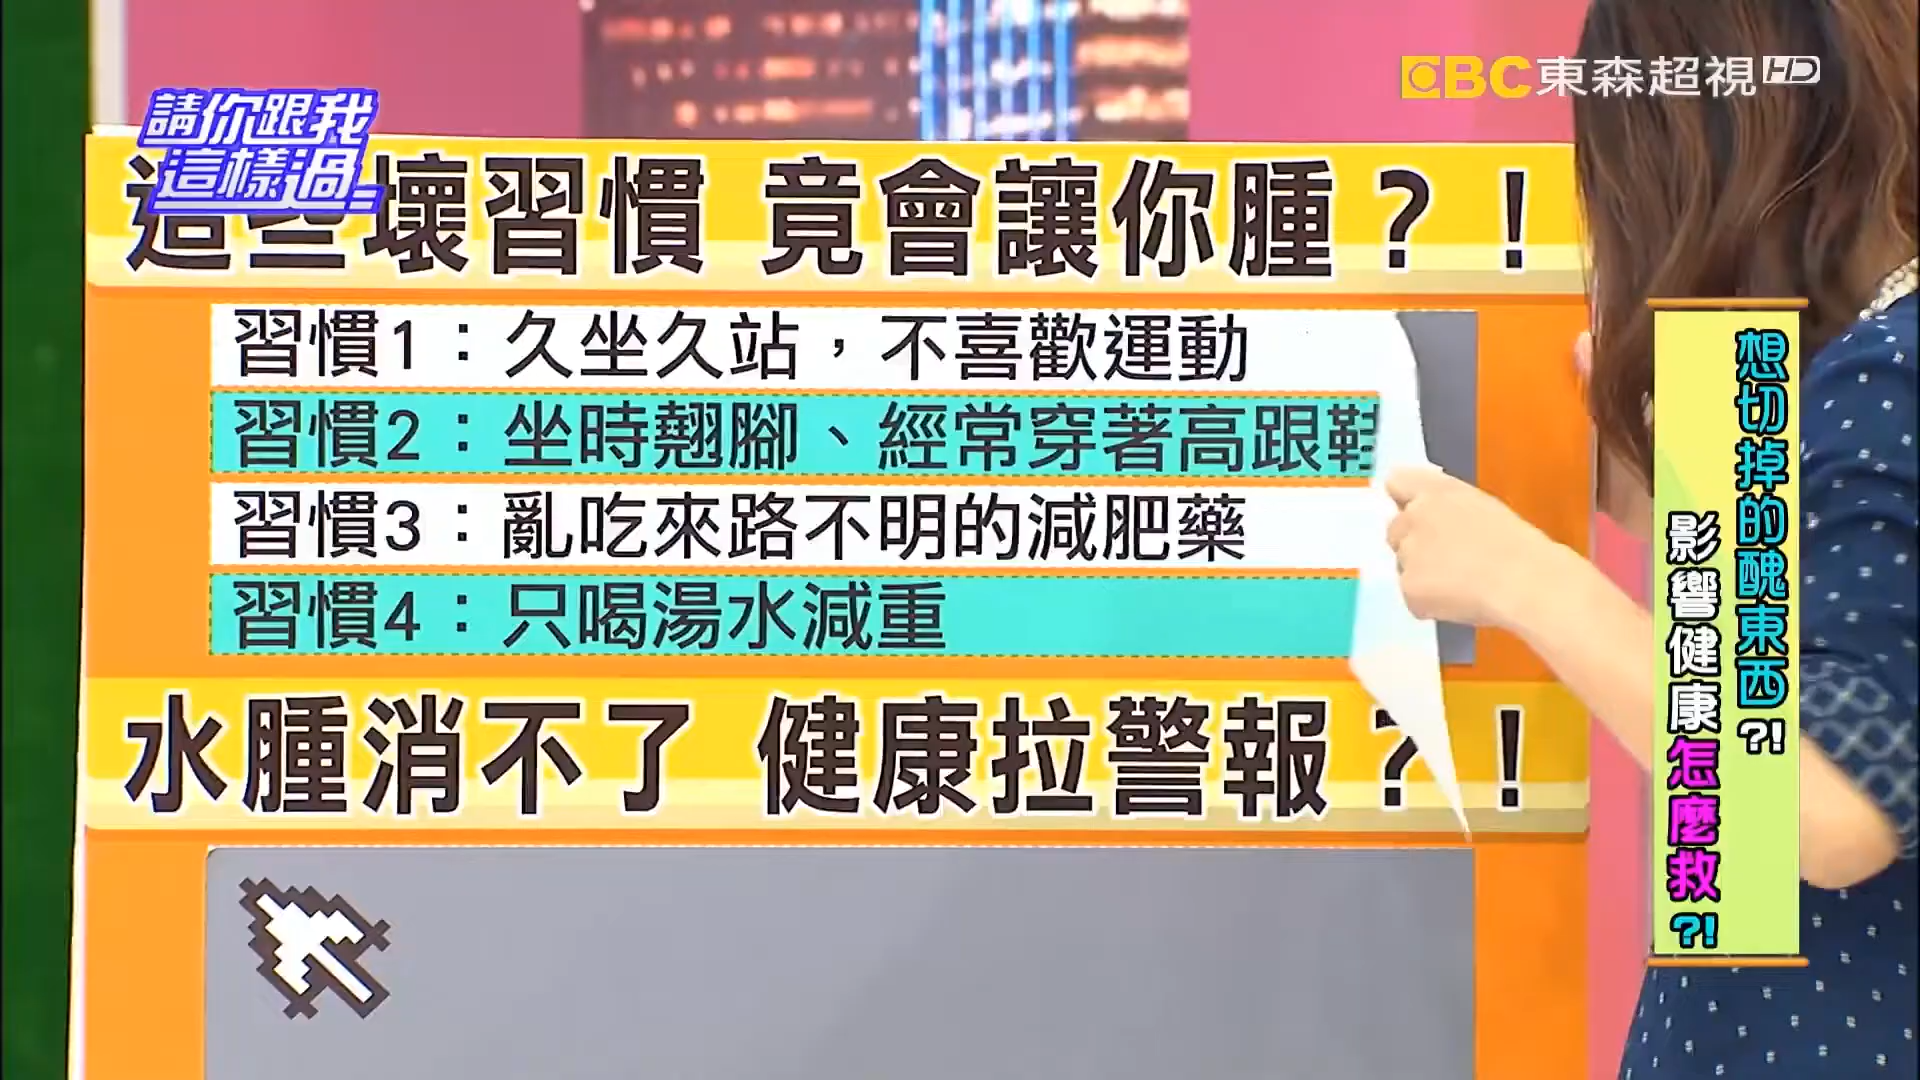 請你跟我
這樣過
EBC東森超視HD
這些壞習慣 竟會讓你腫？！
習慣1：久坐久站，不喜歡運動
習慣2：坐時翹腳、經常穿著高跟鞋
習慣3：亂吃來路不明的減肥藥
習慣4：只喝湯水減重
水腫消不了 健康拉警報？！
想切掉的醜東西?!
影響健康怎麼救?!